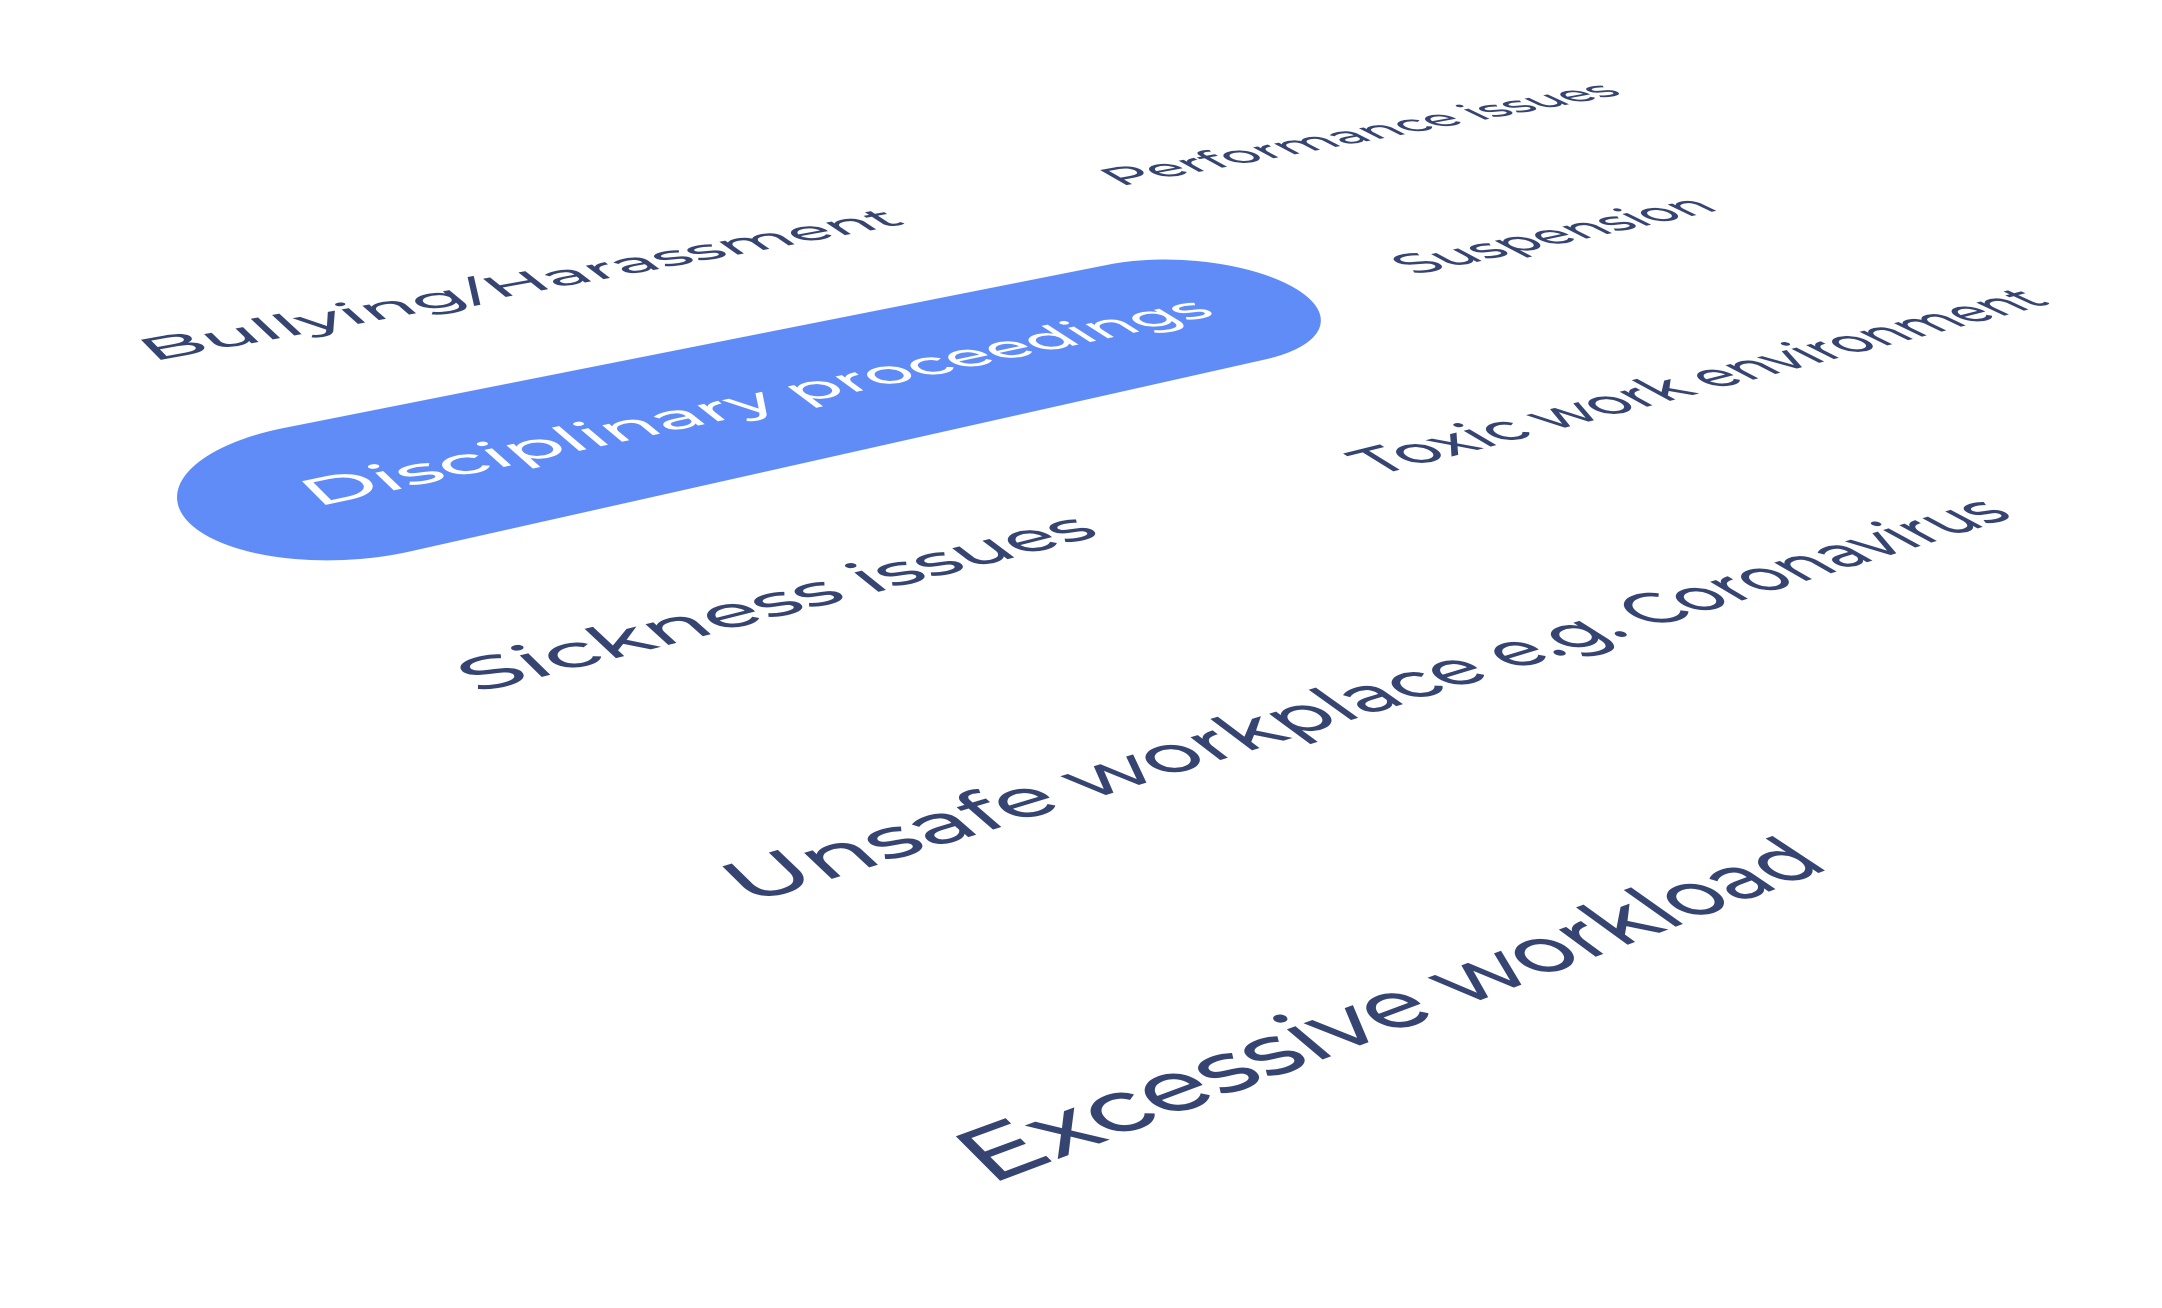 Bullying/Harassment
Performance issues
Disciplinary proceedings
Suspension
Sickness issues
Toxic work environment
Unsafe workplace e.g. Coronavirus
Excessive workload